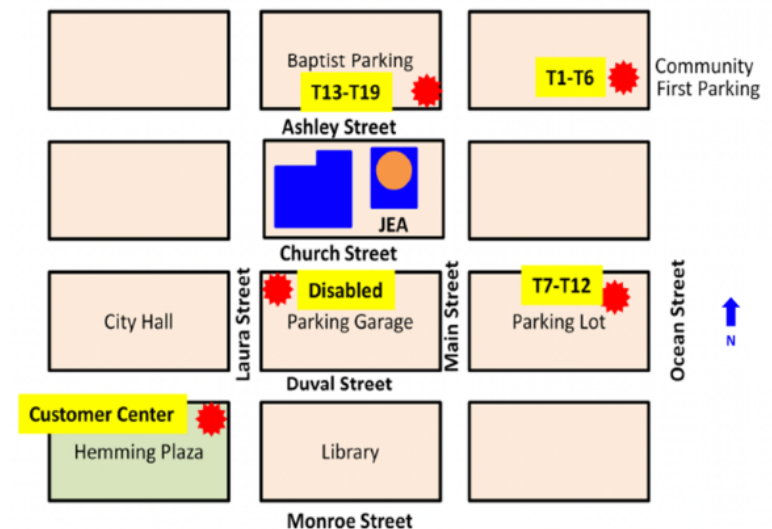 Baptist Parking
T13-T19
T1-T6
Community
First Parking
Ashley Street
JEA
Church Street
Laura Street
Disabled
Main Street
T7-T12
Ocean Street
N
City Hall
Parking Garage
Parking Lot
Duval Street
Customer Center
Hemming Plaza
Library
Monroe Street